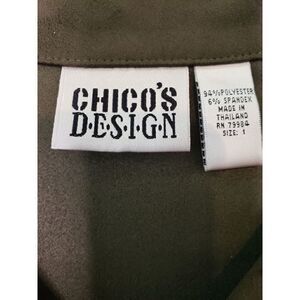 CHICO'S
D·E·S·I·G·N
94%POLYESTER
6% SPANDEX
MADE IN
THAILAND
RN 79984
SIZE: 1